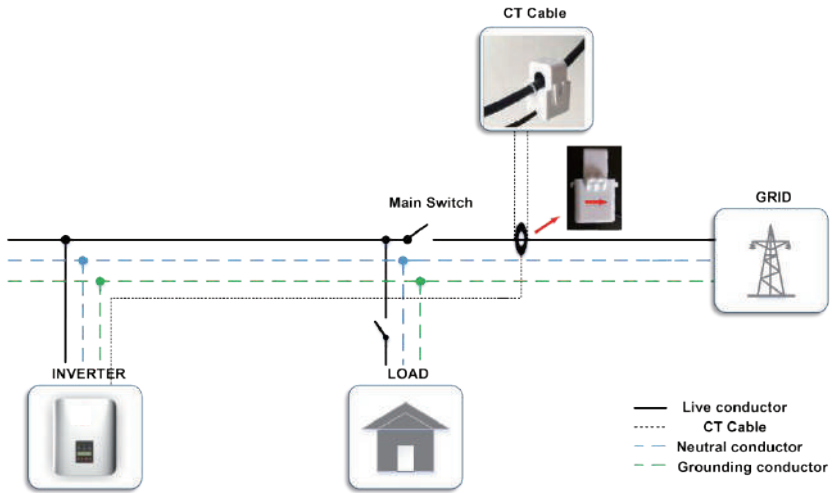 CT Cable
Main Switch
GRID
INVERTER
LOAD
Live conductor
CT Cable
Neutral conductor
Grounding conductor